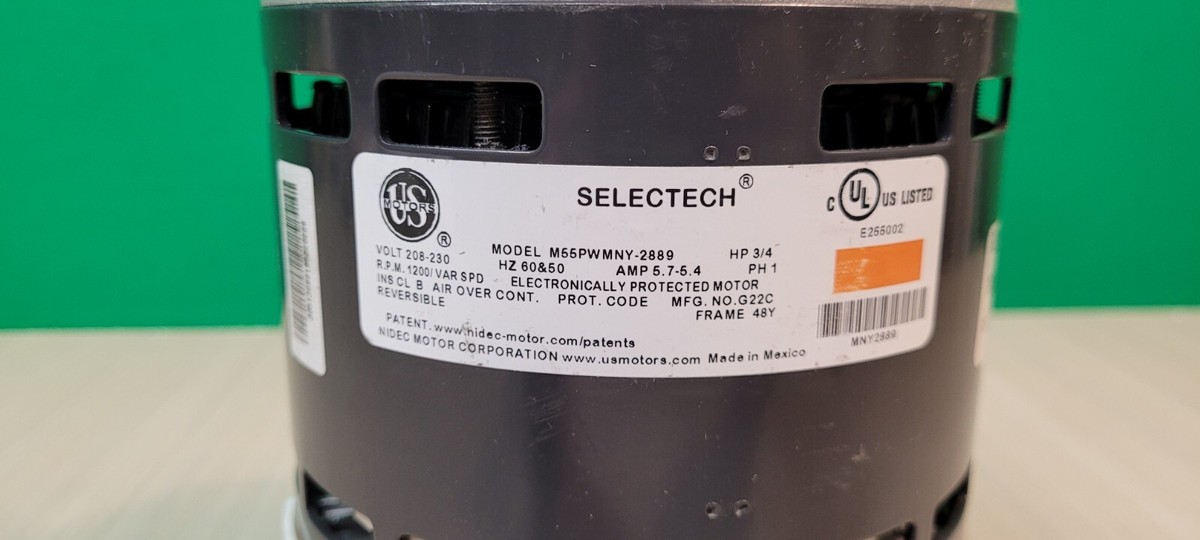 US
MOTORS
®
SELECTECH®
C UL US LISTED
E255002
VOLT 208-230 MODEL M55PWMNY-2889 HP 3/4
R.P.M. 1200/VAR SPD HZ 60&50 AMP 5.7-5.4 PH 1
INS CL B AIR OVER CONT. ELECTRONICALLY PROTECTED MOTOR
REVERSIBLE PROT. CODE MFG. NO.G22C
FRAME 48Y
PATENT. www.nidec-motor.com/patents
NIDEC MOTOR CORPORATION www.usmotors.com Made in Mexico
MNY2889